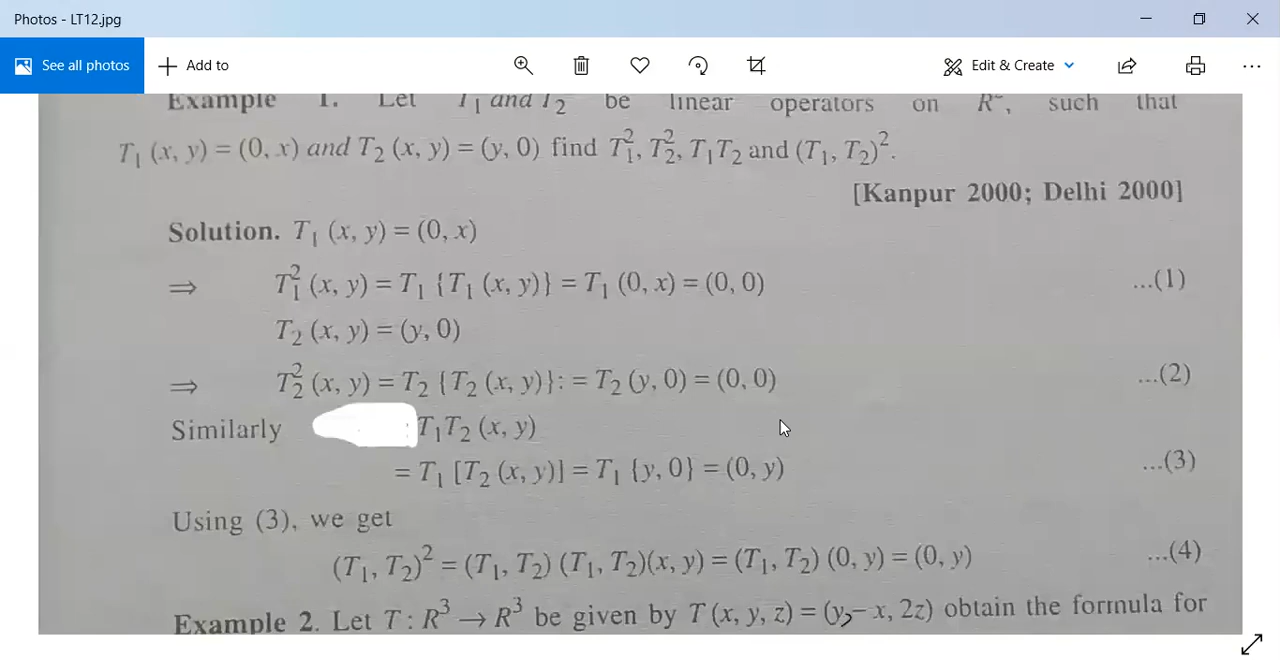 Photos - LT12.jpg
See all photos
Add to
Edit & Create
Example 1. Let T₁ and T₂ be linear operators on R², such that
T₁ (x, y) = (0, x) and T₂ (x, y) = (y, 0) find T₁², T₂², T₁T₂ and (T₁, T₂)².
[Kanpur 2000; Delhi 2000]
Solution. T₁ (x, y) = (0, x)
⇒ T₁² (x, y) = T₁ {T₁ (x, y)} = T₁ (0, x) = (0, 0) ...(1)
T₂ (x, y) = (y, 0)
⇒ T₂² (x, y) = T₂ {T₂ (x, y)}: = T₂ (y, 0) = (0, 0) ...(2)
Similarly T₁T₂ (x, y)
= T₁ [T₂ (x, y)] = T₁ {y, 0} = (0, y) ...(3)
Using (3), we get
(T₁, T₂)² = (T₁, T₂) (T₁, T₂)(x, y) = (T₁, T₂) (0, y) = (0, y) ...(4)
Example 2. Let T : R³ → R³ be given by T (x, y, z) = (y, − x, 2z) obtain the formula for